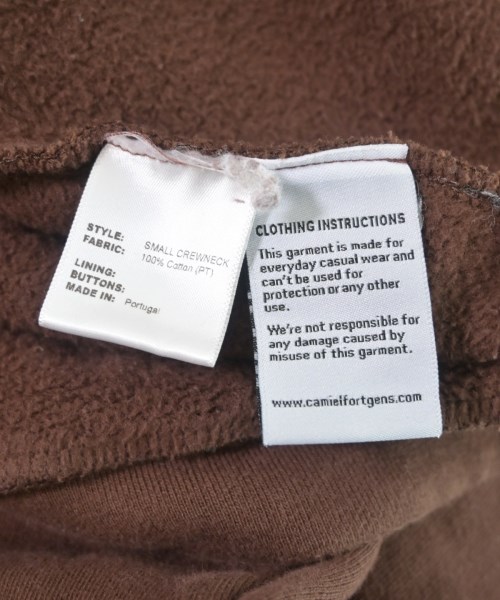 STYLE: SMALL CREWNECK
FABRIC: 100% Cotton (PT)
LINING:
BUTTONS:
MADE IN: Portugal
CLOTHING INSTRUCTIONS
This garment is made for
everyday casual wear and
can't be used for
protection or any other
use.
We're not responsible for
any damage caused by
misuse of this garment.
www.camielfortgens.com